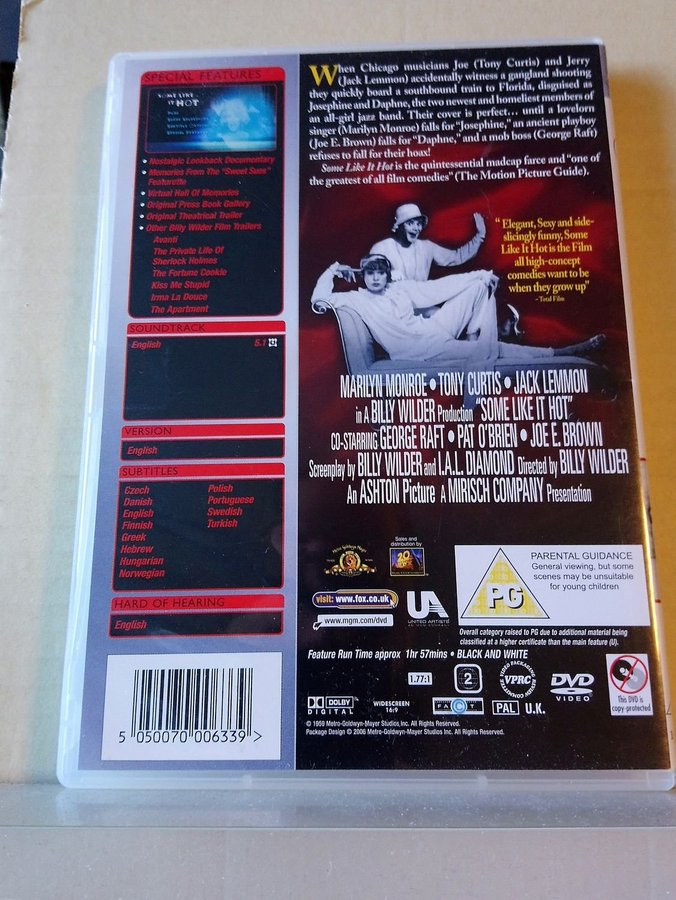 SPECIAL FEATURES
SOME LIKE
IT HOT
• Nostalgic Lookback Documentary
• Memories From The "Sweet Sues"
Featurette
• Virtual Hall Of Memories
• Original Press Book Gallery
• Original Theatrical Trailer
• Other Billy Wilder Film Trailers
Avanti
The Private Life Of
Sherlock Holmes
The Fortune Cookie
Kiss Me Stupid
Irma La Douce
The Apartment
SOUNDTRACK
English 5.1
VERSION
English
SUBTITLES
Czech
Danish
English
Finnish
Greek
Hebrew
Hungarian
Norwegian
Polish
Portuguese
Swedish
Turkish
HARD OF HEARING
English
5 050070 006339 >
When Chicago musicians Joe (Tony Curtis) and Jerry
(Jack Lemmon) accidentally witness a gangland shooting
they quickly board a southbound train to Florida, disguised as
Josephine and Daphne, the two newest and homeliest members of
an all-girl jazz band. Their cover is perfect... until a lovelorn
singer (Marilyn Monroe) falls for "Josephine," an ancient playboy
(Joe E. Brown) falls for "Daphne," and a mob boss (George Raft)
refuses to fall for their hoax!
Some Like It Hot is the quintessential madcap farce and "one of
the greatest of all film comedies" (The Motion Picture Guide).
"Elegant, Sexy and side-
slicingly funny, Some
Like It Hot is the Film
all high-concept
comedies want to be
when they grow up"
- Total Film
MARILYN MONROE • TONY CURTIS • JACK LEMMON
in A BILLY WILDER Production "SOME LIKE IT HOT"
CO-STARRING GEORGE RAFT • PAT O'BRIEN • JOE E. BROWN
Screenplay by BILLY WILDER and I.A.L. DIAMOND Directed by BILLY WILDER
An ASHTON Picture A MIRISCH COMPANY Presentation
Sales and
distribution by
visit: www.fox.co.uk
www.mgm.com/dvd
UA
UNITED ARTISTS
PG
PARENTAL GUIDANCE
General viewing, but some
scenes may be unsuitable
for young children
Overall category raised to PG due to additional material being
classified at a higher certificate than the main feature (U).
Feature Run Time approx 1hr 57mins • BLACK AND WHITE
1.77:1
2
VPRC
DVD
VIDEO
This DVD is
copy-protected
DOLBY
DIGITAL
WIDESCREEN
16:9
FACT
PAL U.K.
© 1959 Metro-Goldwyn-Mayer Studios, Inc. All Rights Reserved.
Package Design © 2006 Metro-Goldwyn-Mayer Studios Inc. All Rights Reserved.